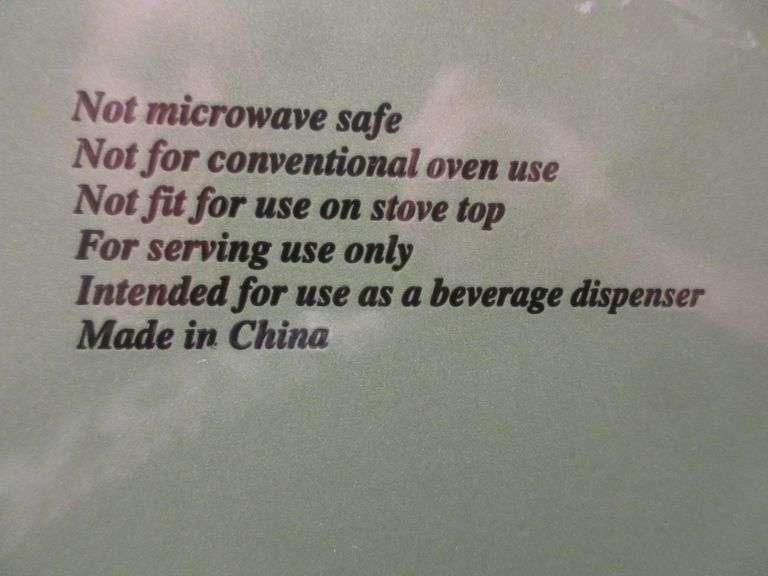 Not microwave safe
Not for conventional oven use
Not fit for use on stove top
For serving use only
Intended for use as a beverage dispenser
Made in China